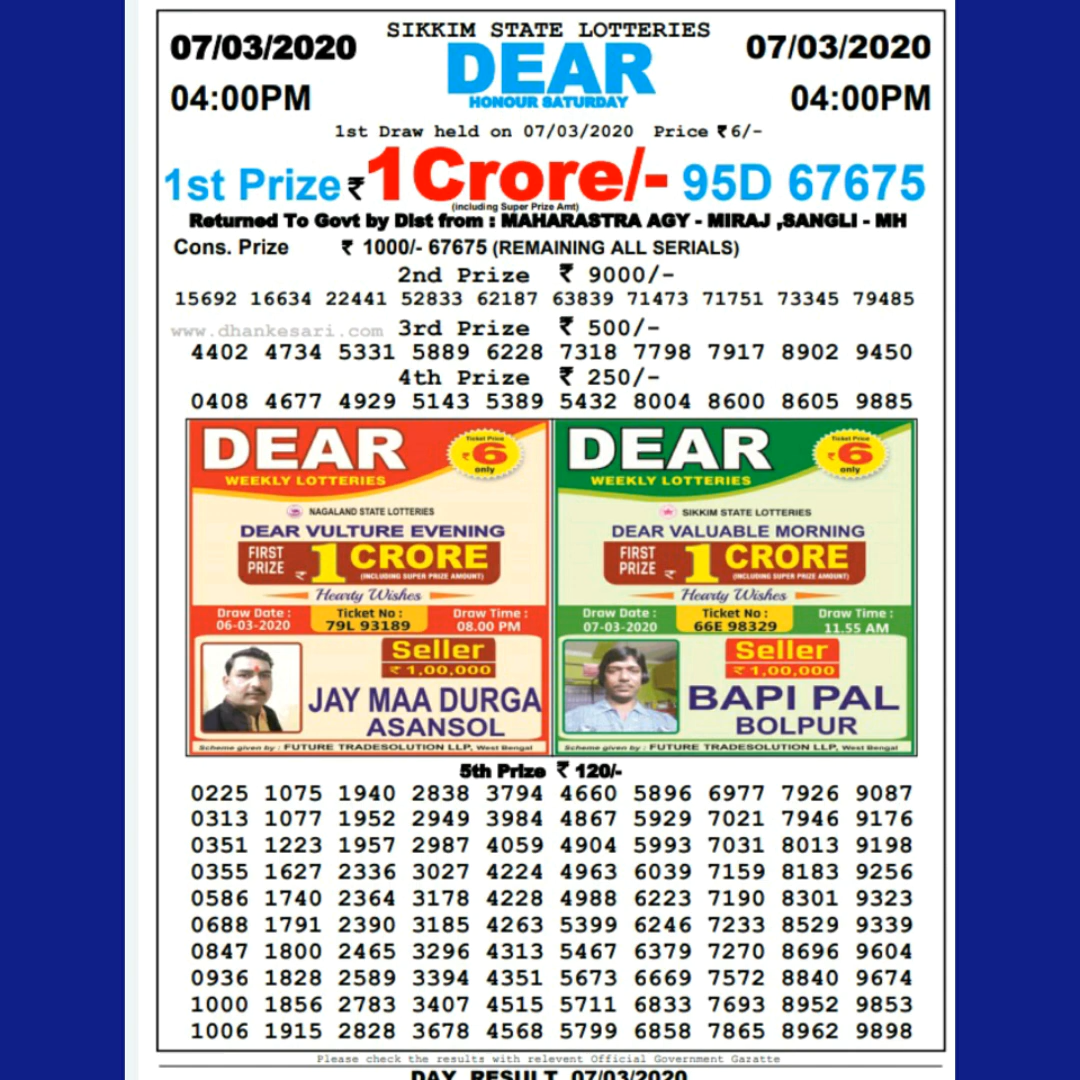 SIKKIM STATE LOTTERIES
07/03/2020 DEAR 07/03/2020
HONOUR SATURDAY
04:00PM 04:00PM
1st Draw held on 07/03/2020 Price ₹6/-
1st Prize ₹1Crore/- 95D 67675
(including Super Prize Amt)
Returned To Govt by Dist from : MAHARASTRA AGY - MIRAJ ,SANGLI - MH
Cons. Prize ₹ 1000/- 67675 (REMAINING ALL SERIALS)
2nd Prize ₹ 9000/-
15692 16634 22441 52833 62187 63839 71473 71751 73345 79485
www.dhankesari.com 3rd Prize ₹ 500/-
4402 4734 5331 5889 6228 7318 7798 7917 8902 9450
4th Prize ₹ 250/-
0408 4677 4929 5143 5389 5432 8004 8600 8605 9885
DEAR
WEEKLY LOTTERIES
Ticket Price
₹6
only
NAGALAND STATE LOTTERIES
DEAR VULTURE EVENING
FIRST PRIZE ₹ 1 CRORE
(INCLUDING SUPER PRIZE AMOUNT)
Hearty Wishes
Draw Date : Ticket No : Draw Time :
06-03-2020 79L 93189 08.00 PM
Seller
₹ 1,00,000
JAY MAA DURGA
ASANSOL
Scheme given by : FUTURE TRADESOLUTION LLP, West Bengal
DEAR
WEEKLY LOTTERIES
Ticket Price
₹6
only
SIKKIM STATE LOTTERIES
DEAR VALUABLE MORNING
FIRST PRIZE ₹ 1 CRORE
(INCLUDING SUPER PRIZE AMOUNT)
Hearty Wishes
Draw Date : Ticket No : Draw Time :
07-03-2020 66E 98329 11.55 AM
Seller
₹ 1,00,000
BAPI PAL
BOLPUR
Scheme given by : FUTURE TRADESOLUTION LLP, West Bengal
5th Prize ₹ 120/-
0225 1075 1940 2838 3794 4660 5896 6977 7926 9087
0313 1077 1952 2949 3984 4867 5929 7021 7946 9176
0351 1223 1957 2987 4059 4904 5993 7031 8013 9198
0355 1627 2336 3027 4224 4963 6039 7159 8183 9256
0586 1740 2364 3178 4228 4988 6223 7190 8301 9323
0688 1791 2390 3185 4263 5399 6246 7233 8529 9339
0847 1800 2465 3296 4313 5467 6379 7270 8696 9604
0936 1828 2589 3394 4351 5673 6669 7572 8840 9674
1000 1856 2783 3407 4515 5711 6833 7693 8952 9853
1006 1915 2828 3678 4568 5799 6858 7865 8962 9898
Please check the results with relevent Official Government Gazatte
DAY RESULT 07/03/2020